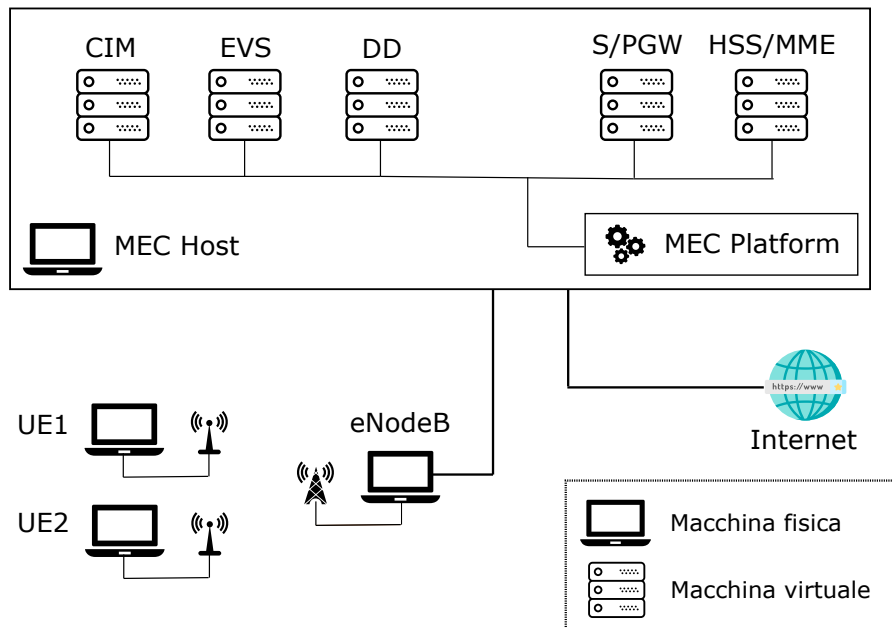 CIM
EVS
DD
S/PGW
HSS/MME
MEC Host
MEC Platform
UE1
eNodeB
https://www
Internet
UE2
Macchina fisica
Macchina virtuale